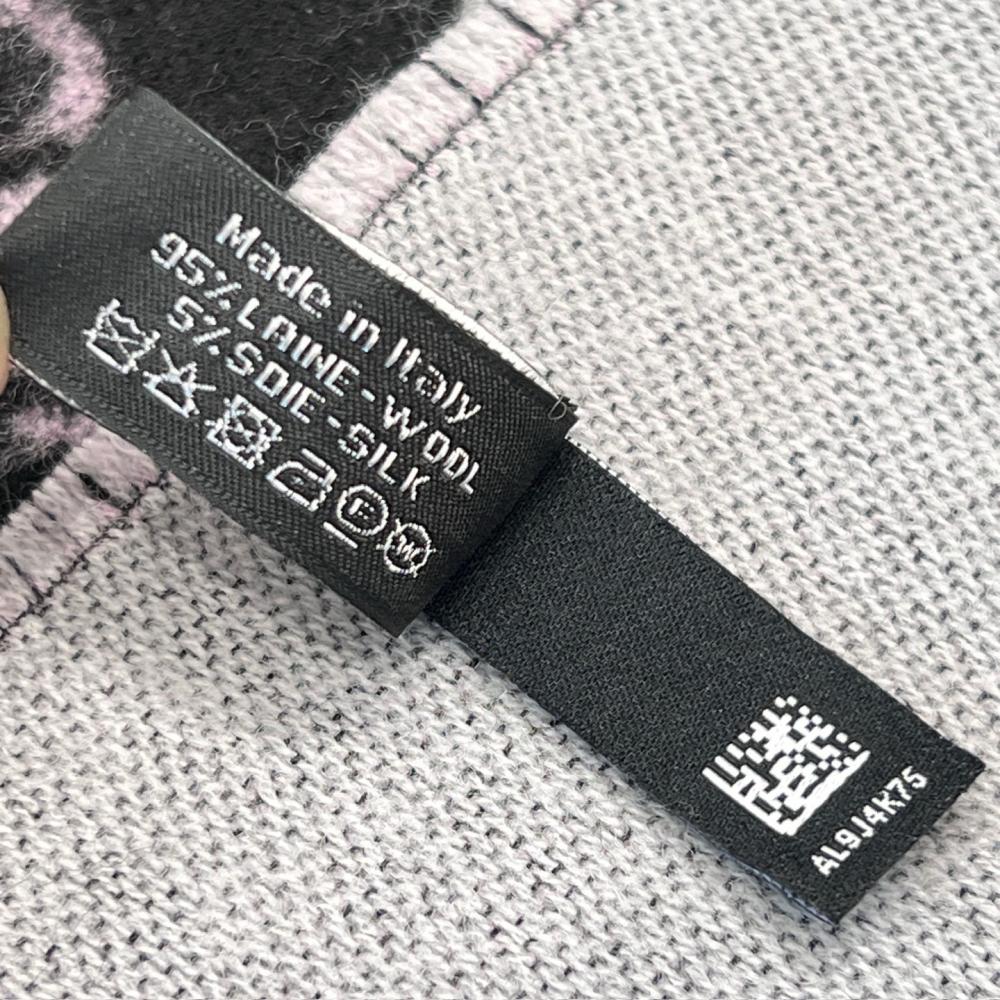 Made in Italy
95% LAINE - WOOL
5% SOIE - SILK
F W
AL9J4K75